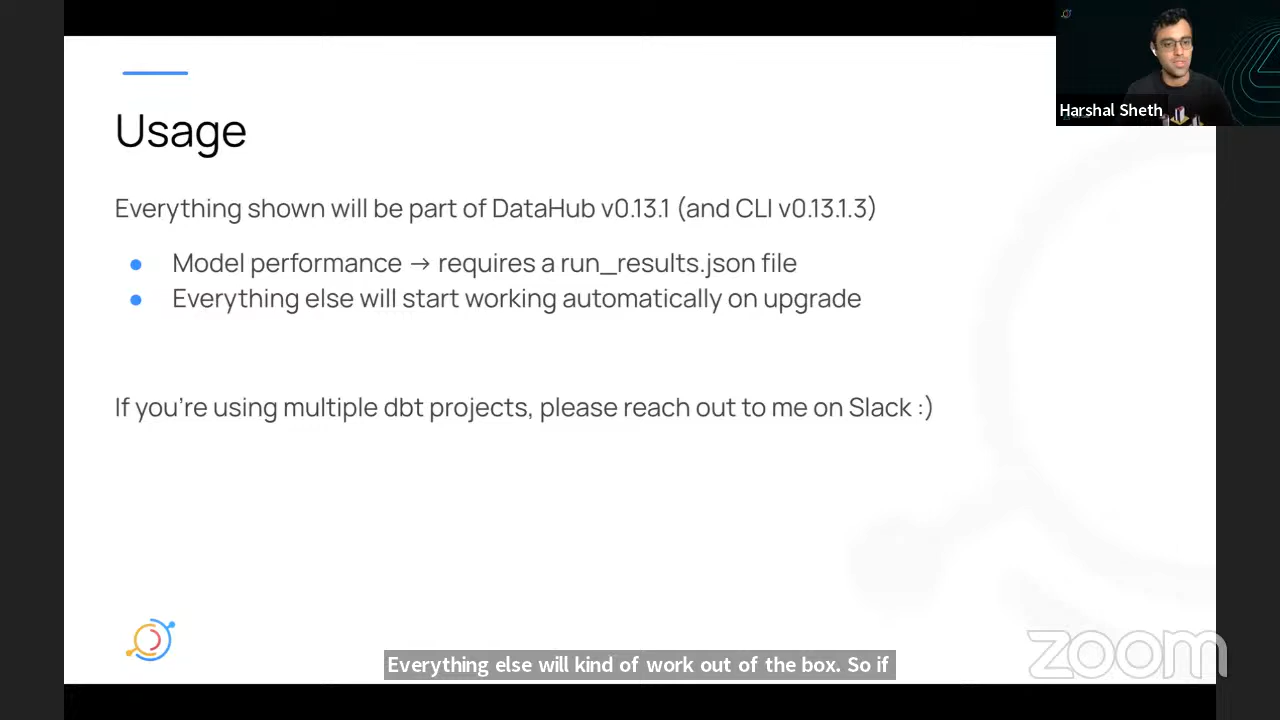 Harshal Sheth
Usage
Everything shown will be part of DataHub v0.13.1 (and CLI v0.13.1.3)
● Model performance → requires a run_results.json file
● Everything else will start working automatically on upgrade
If you're using multiple dbt projects, please reach out to me on Slack :)
Everything else will kind of work out of the box. So if
zoom